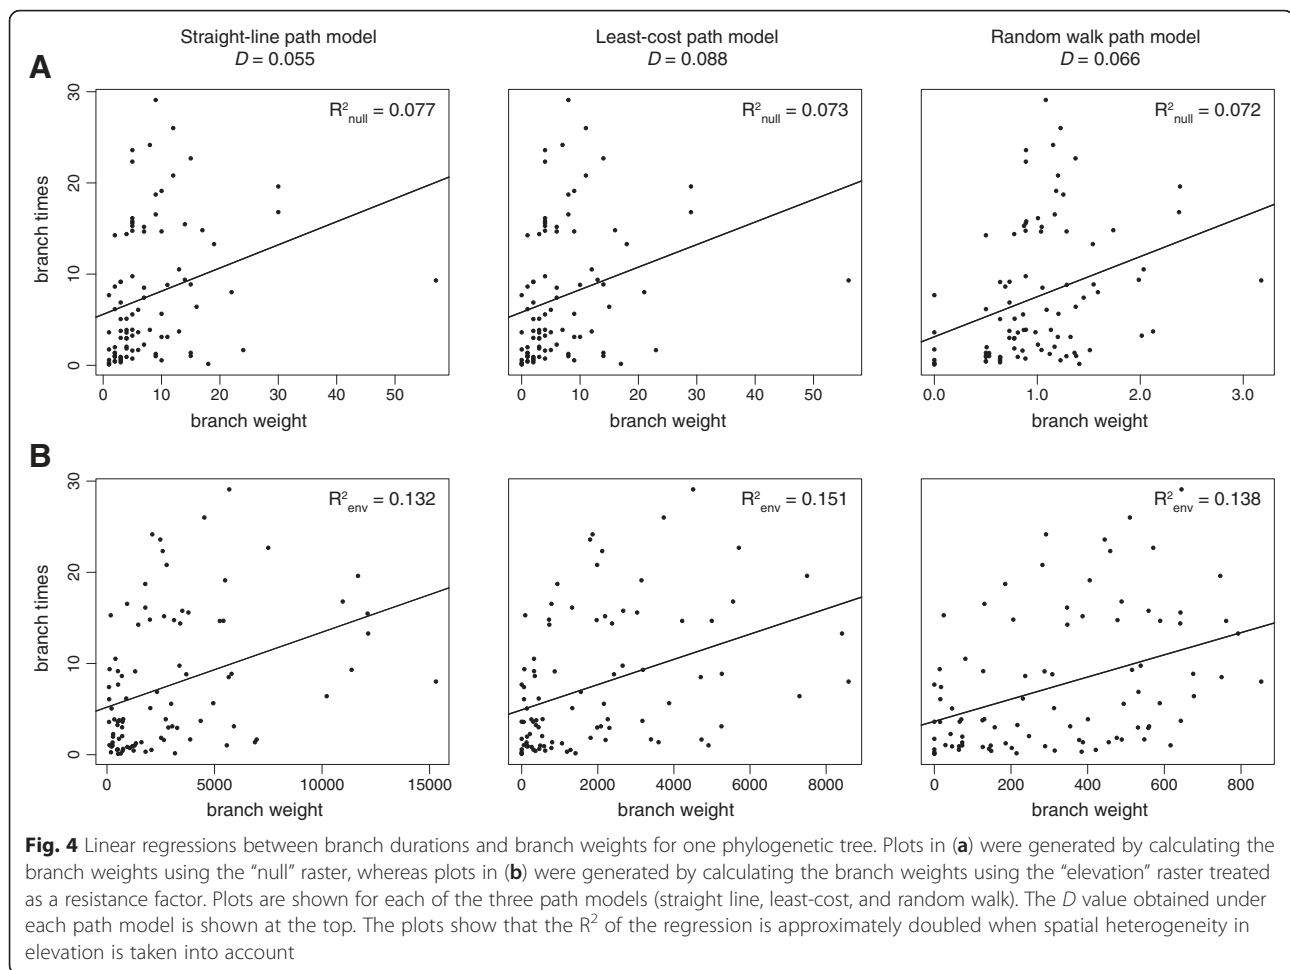 Straight-line path model
D = 0.055
Least-cost path model
D = 0.088
Random walk path model
D = 0.066
A
R²null = 0.077
R²null = 0.073
R²null = 0.072
branch times
0
10
20
30
0 10 20 30 40 50
branch weight
0 10 20 30 40 50
branch weight
0.0 1.0 2.0 3.0
branch weight
B
R²env = 0.132
R²env = 0.151
R²env = 0.138
branch times
0
10
20
30
0 5000 10000 15000
branch weight
0 2000 4000 6000 8000
branch weight
0 200 400 600 800
branch weight
Fig. 4 Linear regressions between branch durations and branch weights for one phylogenetic tree. Plots in (a) were generated by calculating the
branch weights using the “null” raster, whereas plots in (b) were generated by calculating the branch weights using the “elevation” raster treated
as a resistance factor. Plots are shown for each of the three path models (straight line, least-cost, and random walk). The D value obtained under
each path model is shown at the top. The plots show that the R² of the regression is approximately doubled when spatial heterogeneity in
elevation is taken into account